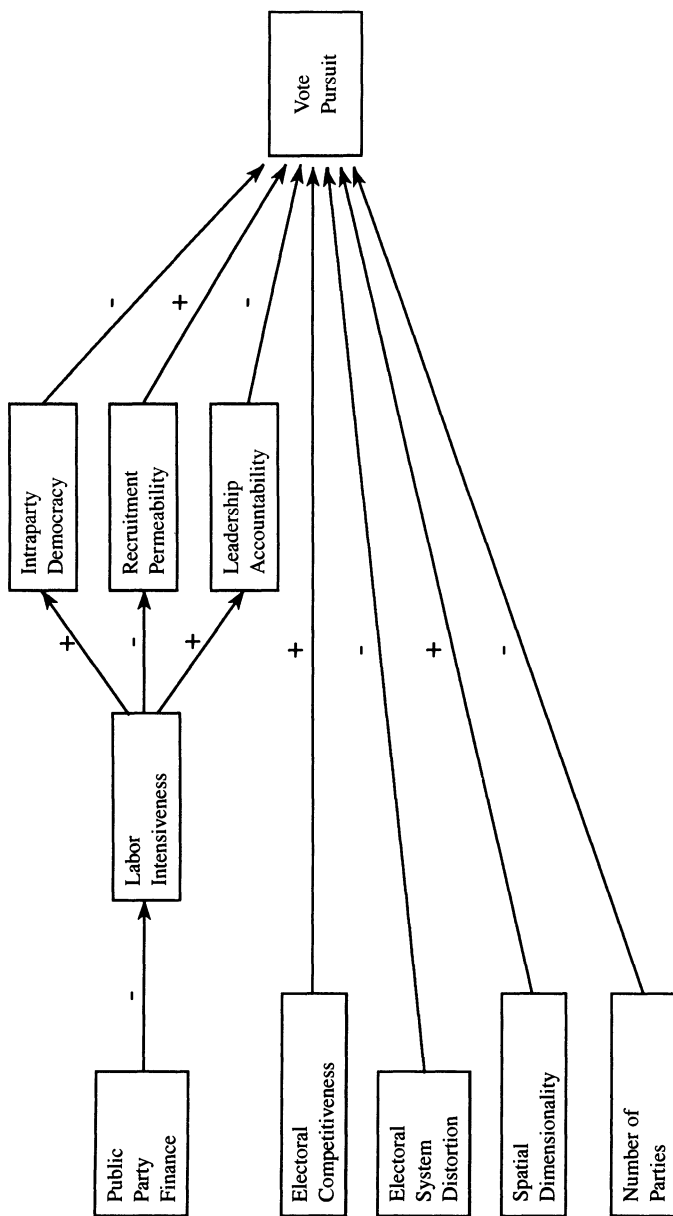 Public
Party
Finance
-
Labor
Intensiveness
+
-
+
Intraparty
Democracy
Recruitment
Permeability
Leadership
Accountability
-
+
-
Vote
Pursuit
Electoral
Competitiveness
+
Electoral
System
Distortion
-
Spatial
Dimensionality
+
Number of
Parties
-